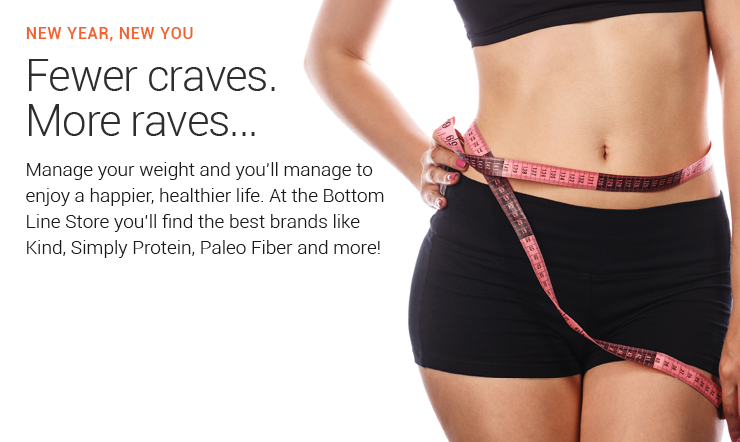 NEW YEAR, NEW YOU
Fewer craves.
More raves...
Manage your weight and you'll manage to
enjoy a happier, healthier life. At the Bottom
Line Store you'll find the best brands like
Kind, Simply Protein, Paleo Fiber and more!